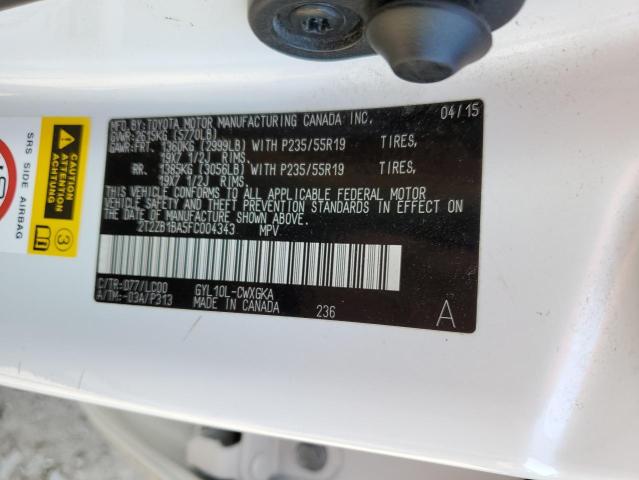 MFD.BY:TOYOTA MOTOR MANUFACTURING CANADA INC. 04/15
GVWR:2615KG (5770LB)
GAWR:FRT. 1360KG (2999LB) WITH P235/55R19 TIRES,
19X7 1/2J RIMS.
RR. 1385KG (3056LB) WITH P235/55R19 TIRES,
19X7 1/2J RIMS.
THIS VEHICLE CONFORMS TO ALL APPLICABLE FEDERAL MOTOR
VEHICLE SAFETY AND THEFT PREVENTION STANDARDS IN EFFECT
ON THE DATE OF MANUFACTURE SHOWN ABOVE.
2T2ZB1BA5FC004343 MPV
C/TR:077/LC00 GYL10L-CWXGKA
A/TM:-03A/P313 MADE IN CANADA 236 A
SRS SIDE AIRBAG
3